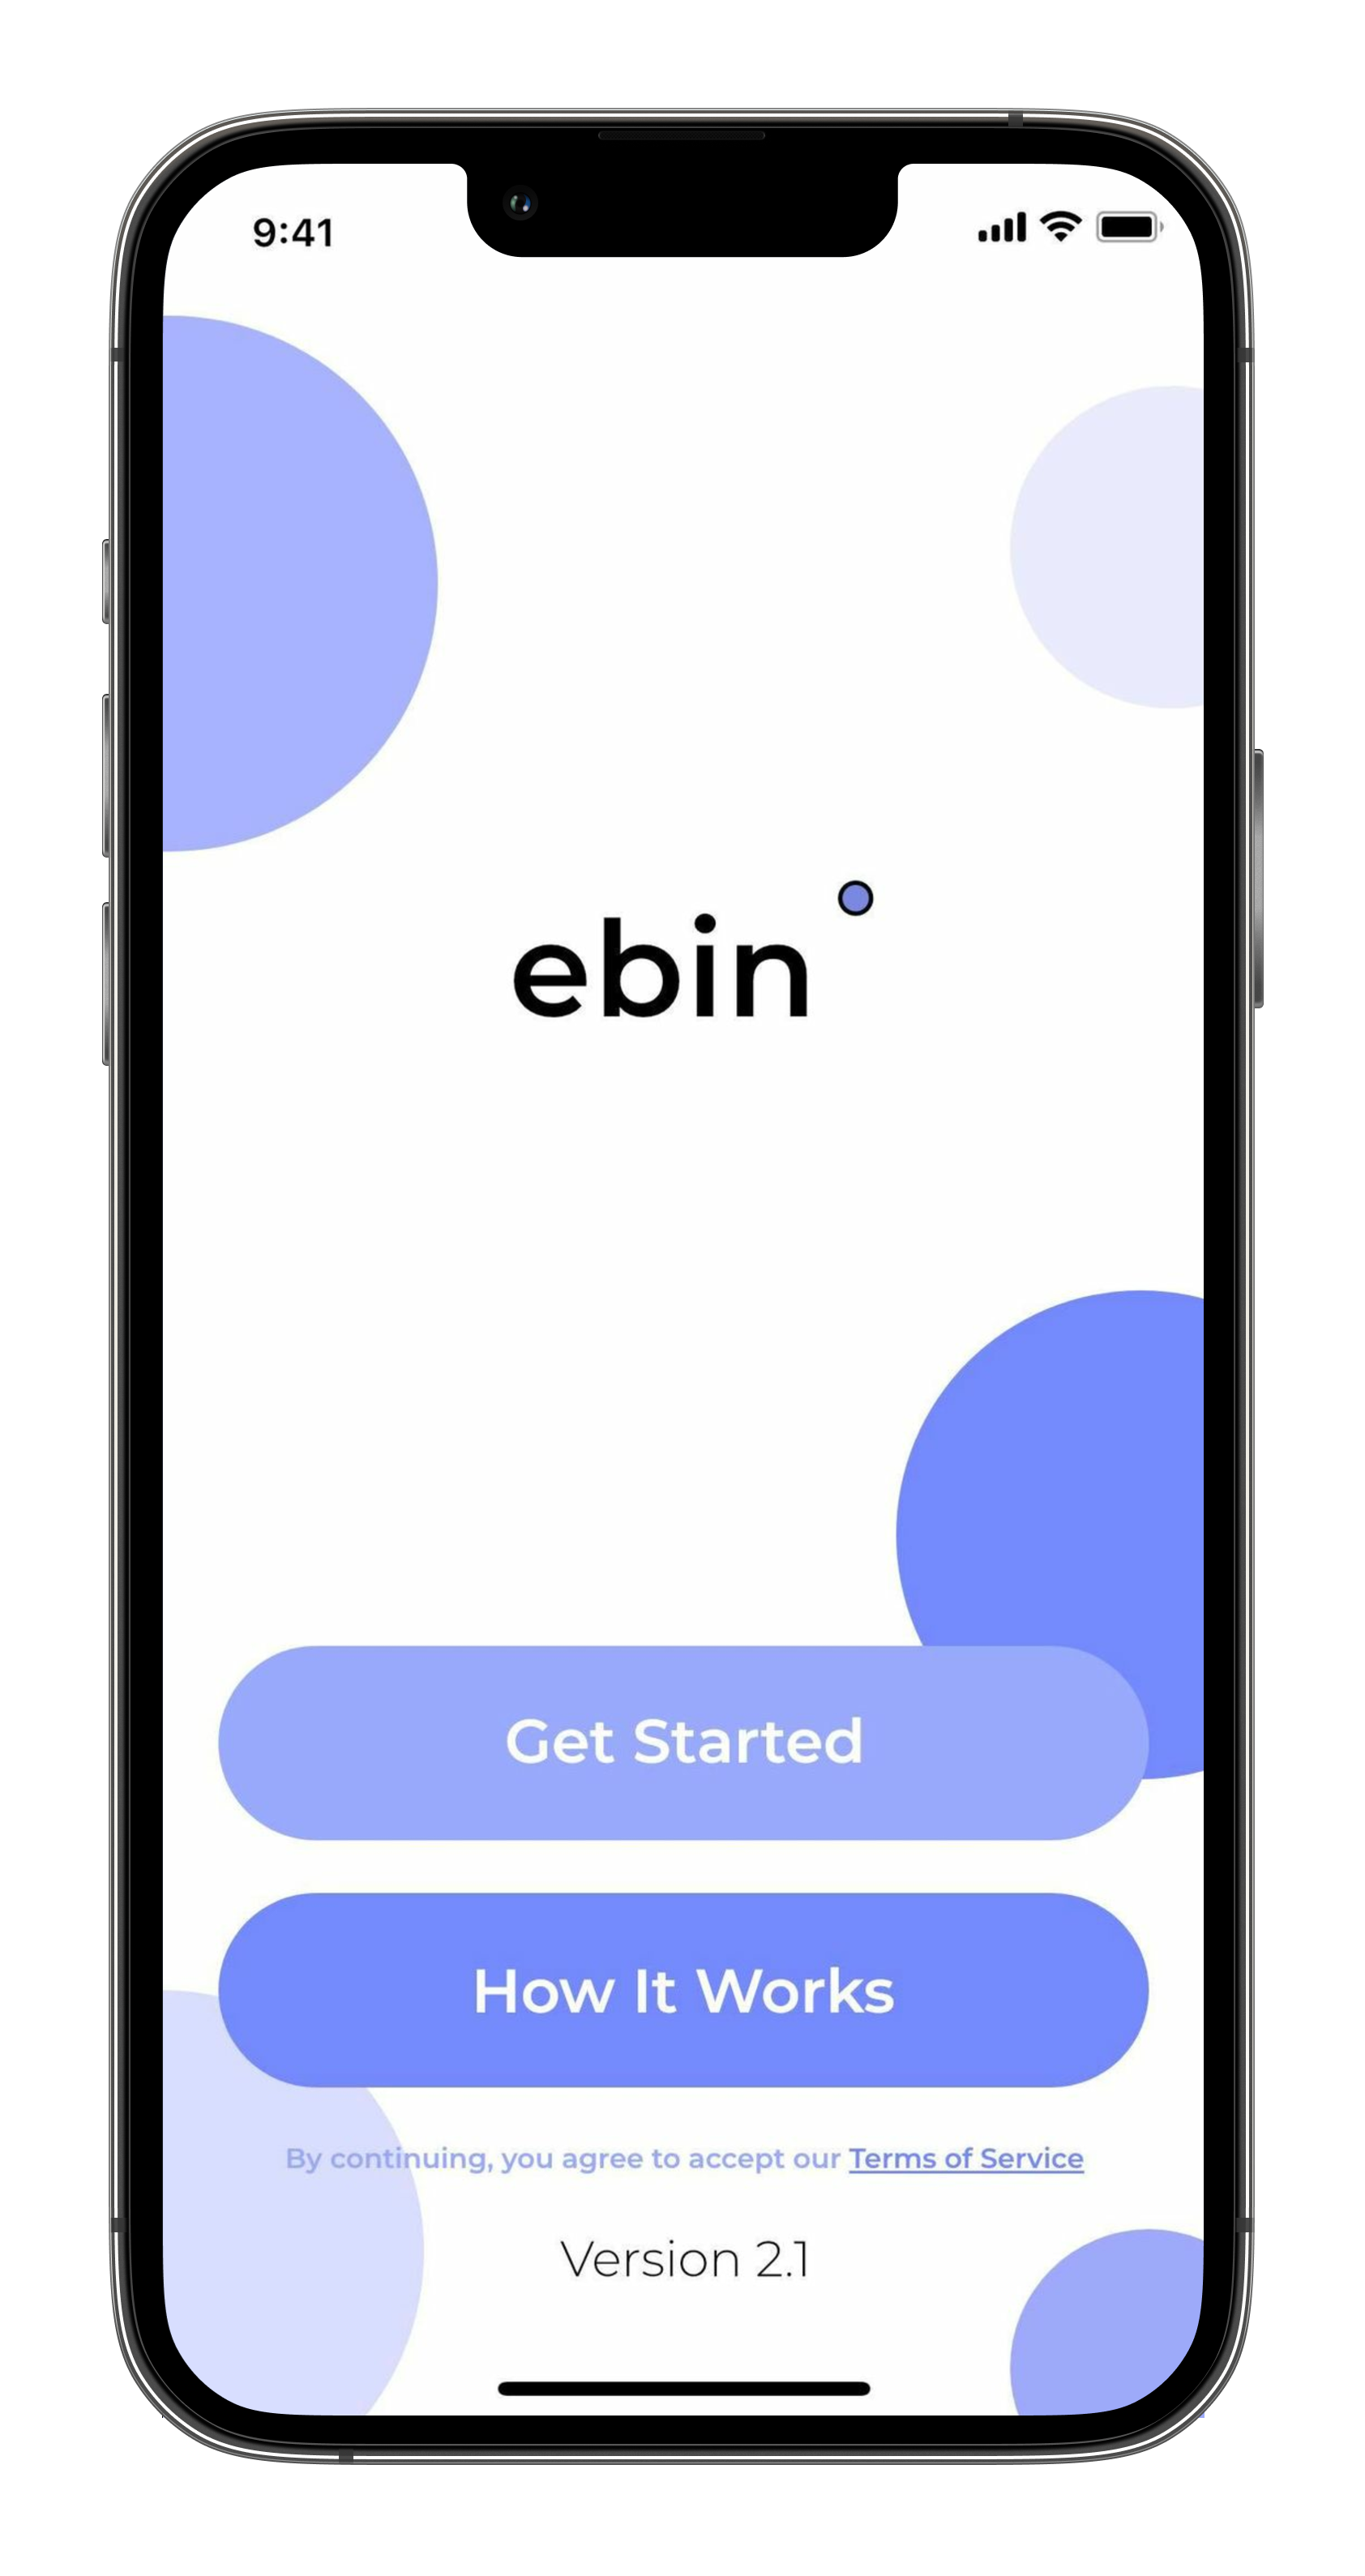 9:41
ebin
Get Started
How It Works
By continuing, you agree to accept our Terms of Service
Version 2.1